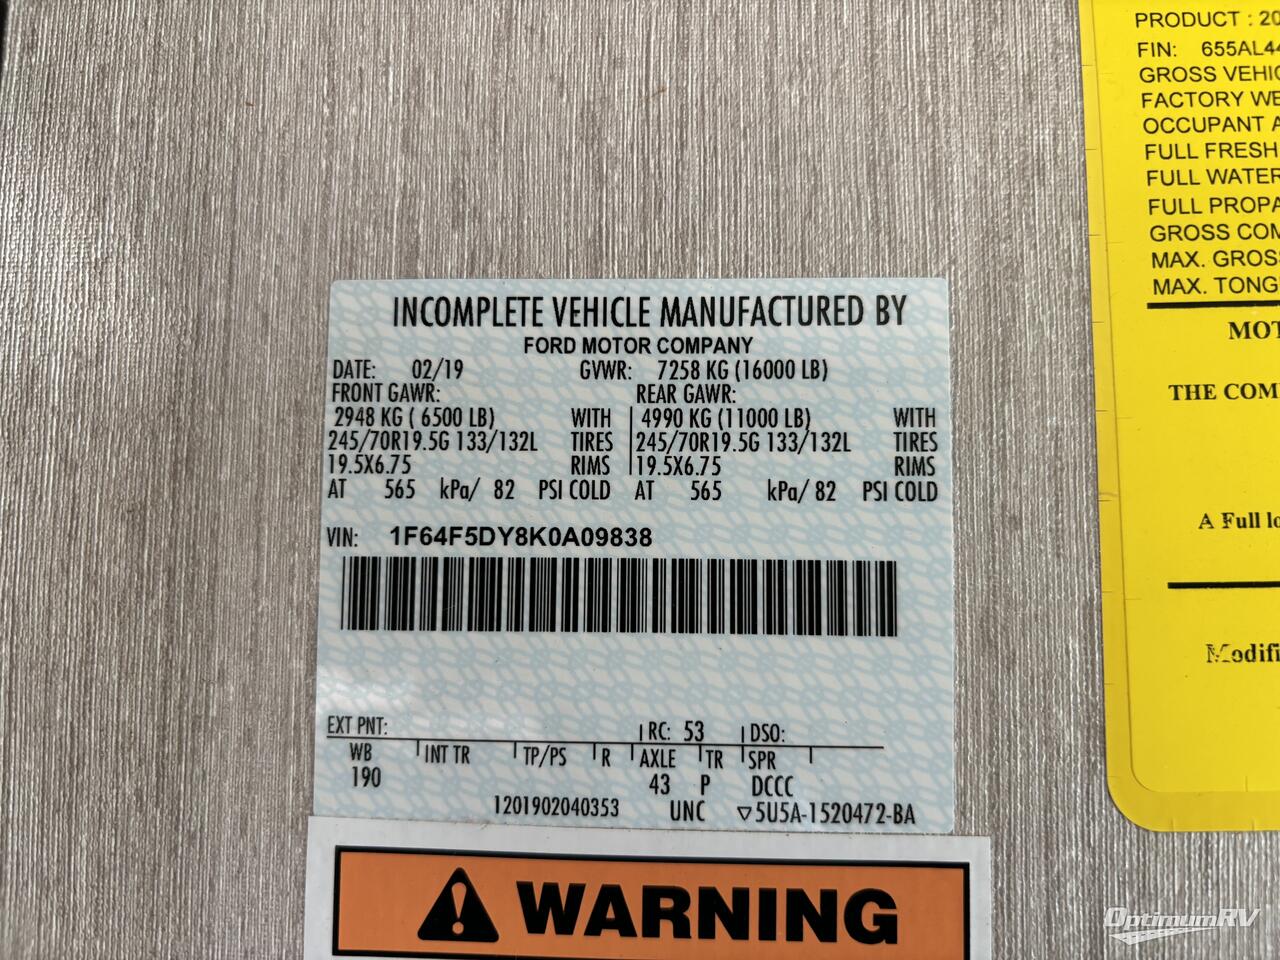 INCOMPLETE VEHICLE MANUFACTURED BY
FORD MOTOR COMPANY
DATE: 02/19 GVWR: 7258 KG (16000 LB)
FRONT GAWR: REAR GAWR:
2948 KG ( 6500 LB) WITH 4990 KG (11000 LB) WITH
245/70R19.5G 133/132L TIRES 245/70R19.5G 133/132L TIRES
19.5X6.75 RIMS 19.5X6.75 RIMS
AT 565 kPa/ 82 PSI COLD AT 565 kPa/ 82 PSI COLD
VIN: 1F64F5DY8K0A09838
EXT PNT: RC: 53 DSO:
WB INT TR TP/PS R AXLE TR SPR
190 43 P DCCC
1201902040353 UNC ▽5U5A-1520472-BA
WARNING
PRODUCT : 20
FIN: 655AL44
GROSS VEHIC
FACTORY WE
OCCUPANT A
FULL FRESH
FULL WATER
FULL PROPA
GROSS COM
MAX. GROSS
MAX. TONG
MOT
THE COM
A Full lo
Modifi
OptimumRV